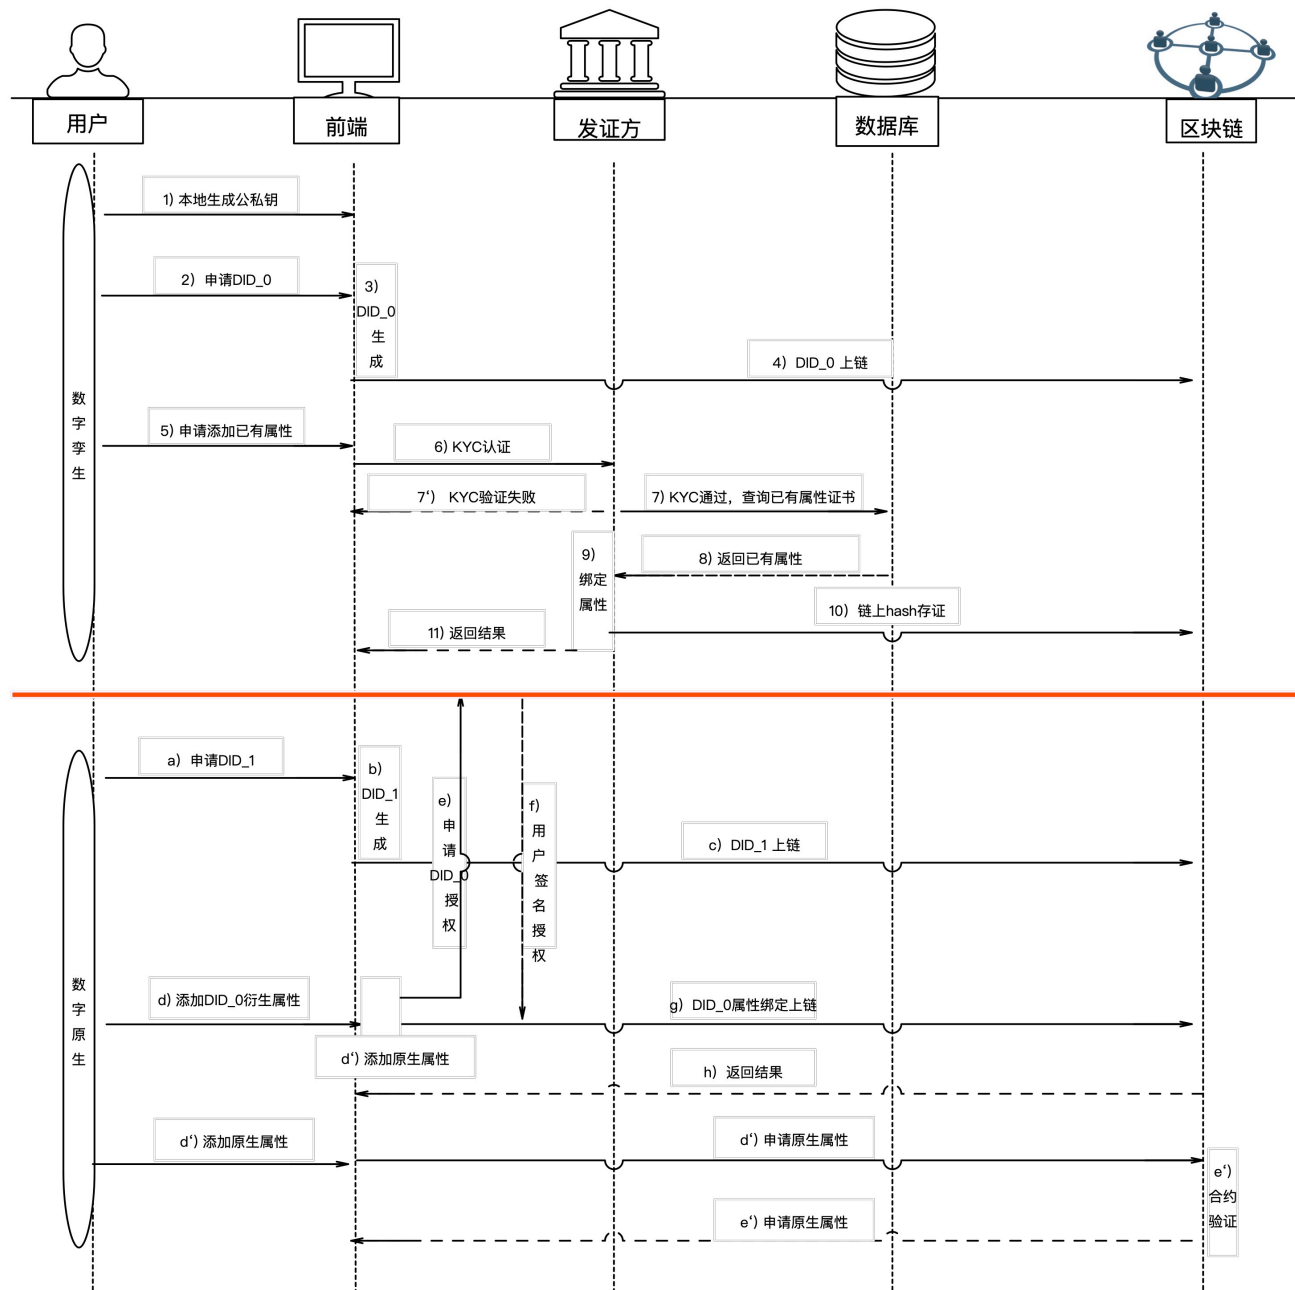 用户
前端
发证方
数据库
区块链
1) 本地生成公私钥
2）申请DID_0
3）
DID_0
生
成
4）DID_0 上链
数
字
孪
生
5) 申请添加已有属性
6) KYC认证
7‘） KYC验证失败
7) KYC通过，查询已有属性证书
8) 返回已有属性
9)
绑定
属性
10）链上hash存证
11) 返回结果
a）申请DID_1
b）
DID_1
生
成
c）DID_1 上链
e）
申
请
DID_0
授
权
f）
用
户
签
名
授
权
数
字
原
生
d) 添加DID_0衍生属性
g）DID_0属性绑定上链
d‘) 添加原生属性
h）返回结果
d‘) 添加原生属性
d‘) 申请原生属性
e‘)
合约
验证
e‘) 申请原生属性